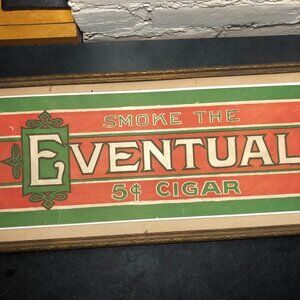 SMOKE THE
EVENTUAL
5¢ CIGAR